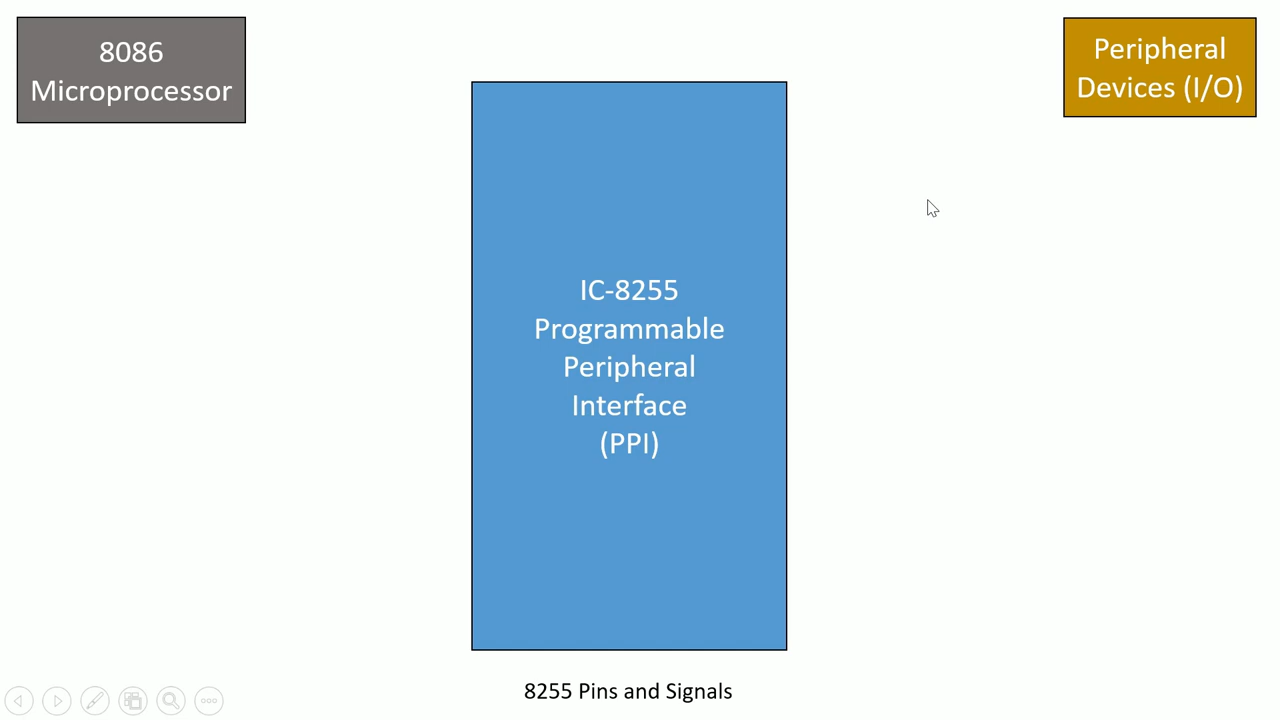 8086
Microprocessor
Peripheral
Devices (I/O)
IC-8255
Programmable
Peripheral
Interface
(PPI)
8255 Pins and Signals